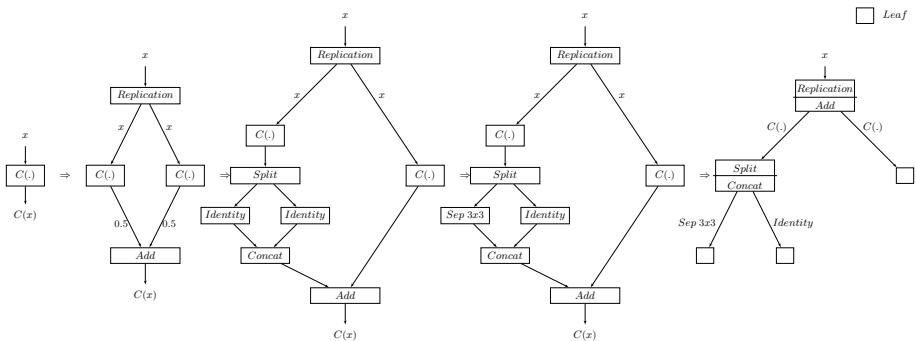 x
C(.)
C(x)
⇒
x
Replication
x x
C(.) C(.)
0.5 0.5
Add
C(x)
⇒
x
Replication
x x
C(.)
Split
C(.)
Identity Identity
Concat
Add
C(x)
⇒
x
Replication
x x
C(.)
Split
C(.)
Sep 3x3 Identity
Concat
Add
C(x)
⇒
Leaf
x
Replication
Add
C(.) C(.)
Split
Concat
Sep 3x3 Identity